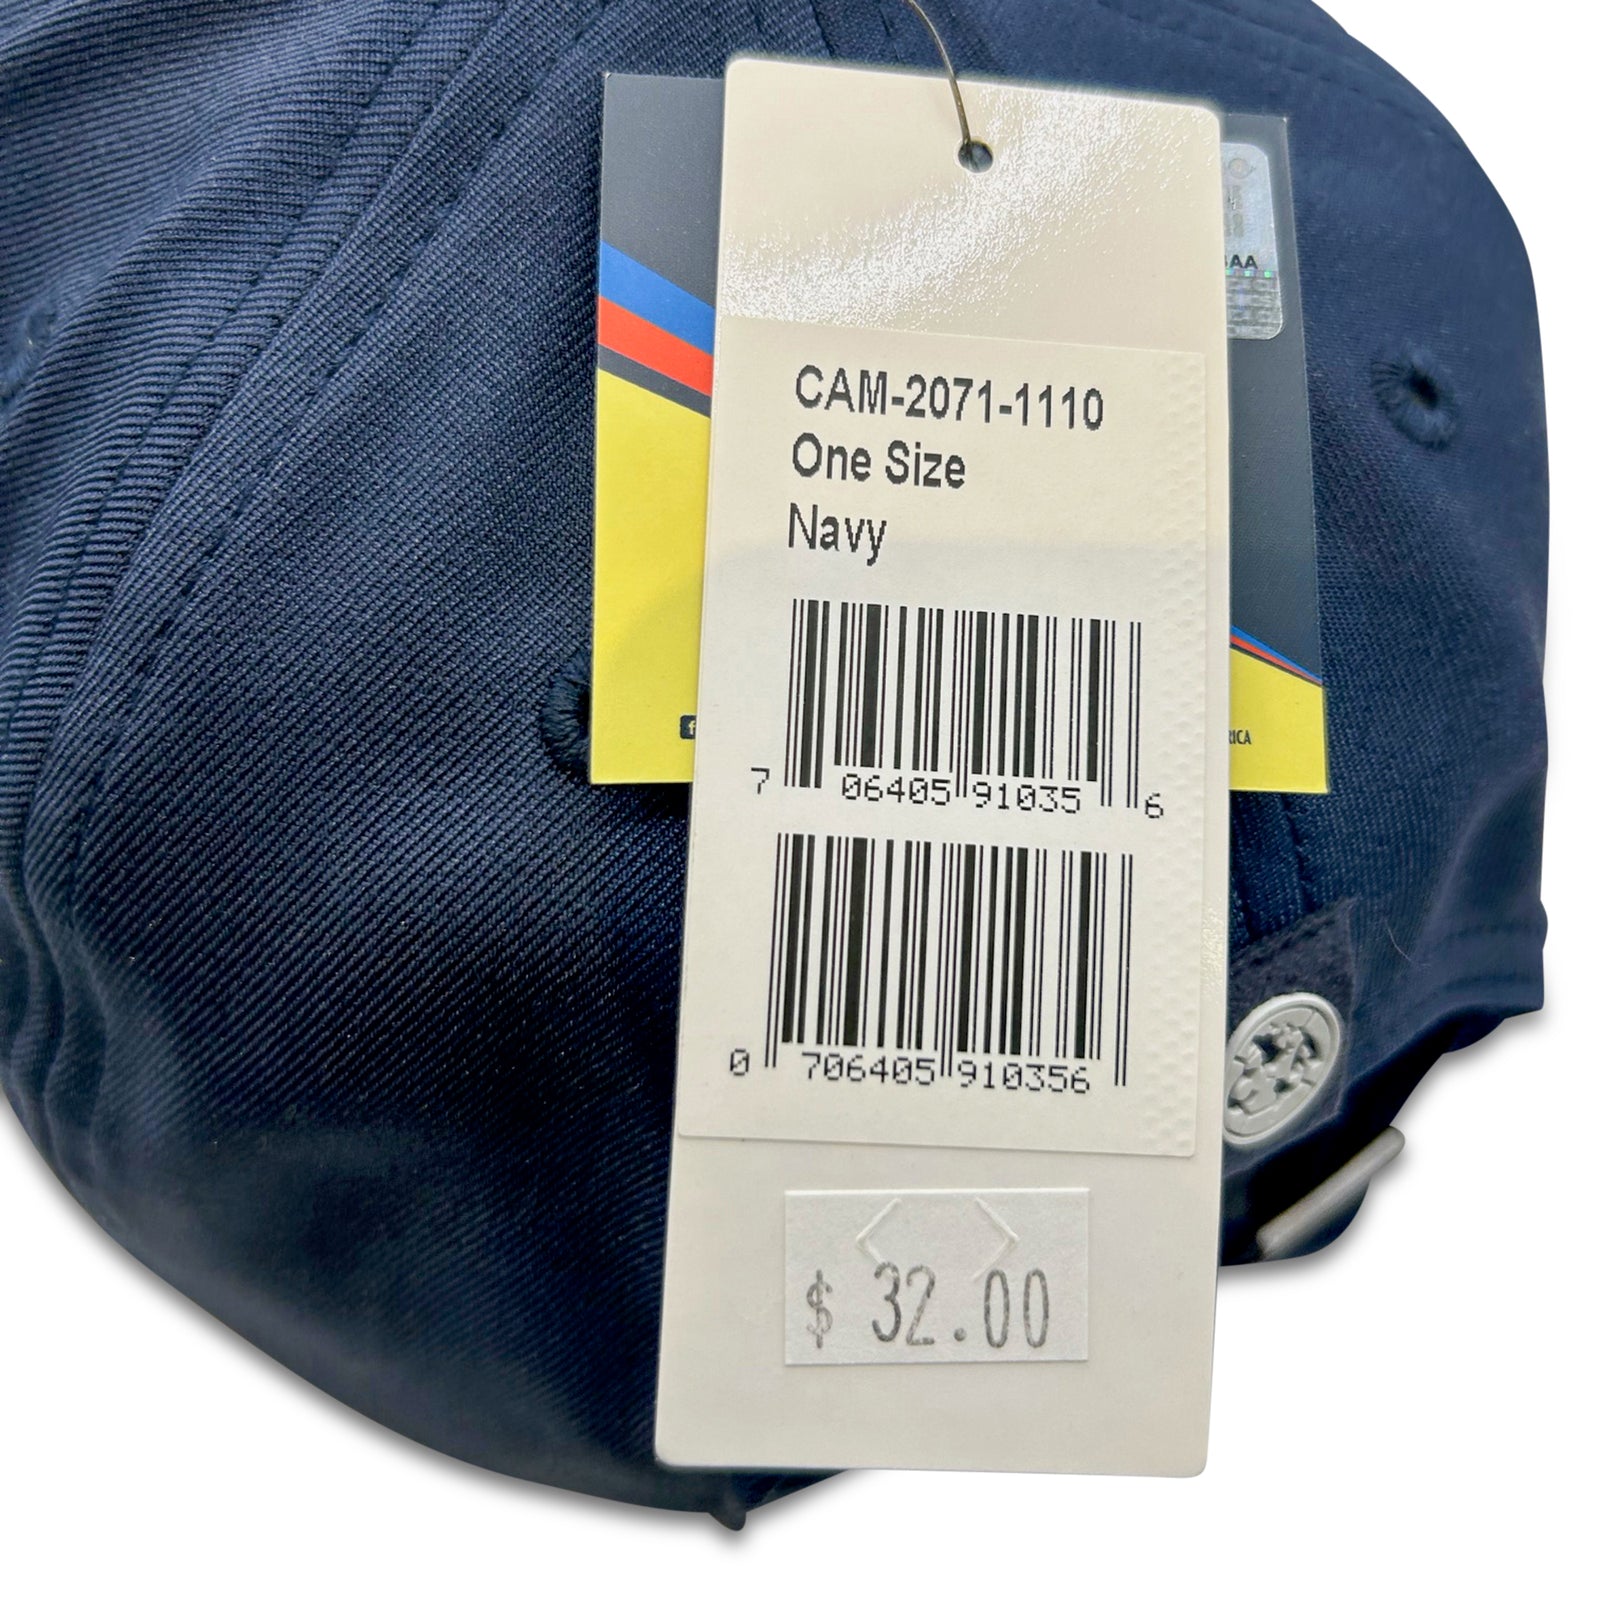 CAM-2071-1110
One Size
Navy
7 06405 91035 6
0 706405 910356
$ 32.00